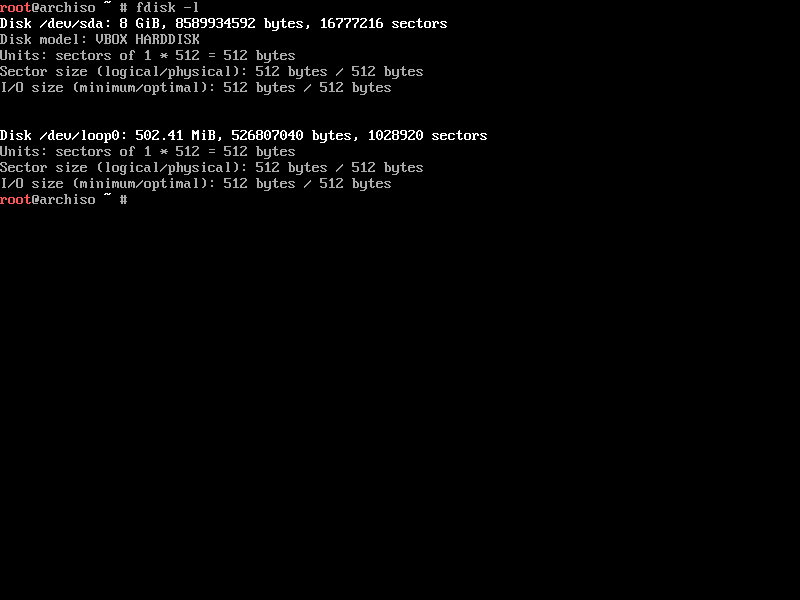 root@archiso ~ # fdisk -l
Disk /dev/sda: 8 GiB, 8589934592 bytes, 16777216 sectors
Disk model: VBOX HARDDISK
Units: sectors of 1 * 512 = 512 bytes
Sector size (logical/physical): 512 bytes / 512 bytes
I/O size (minimum/optimal): 512 bytes / 512 bytes
Disk /dev/loop0: 502.41 MiB, 526807040 bytes, 1028920 sectors
Units: sectors of 1 * 512 = 512 bytes
Sector size (logical/physical): 512 bytes / 512 bytes
I/O size (minimum/optimal): 512 bytes / 512 bytes
root@archiso ~ #